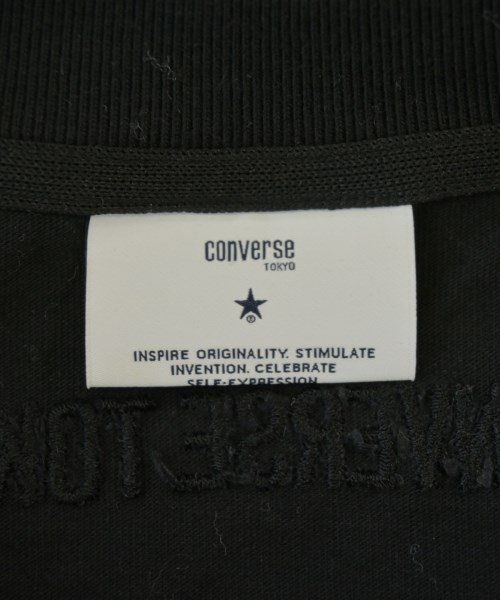 converse
TOKYO
®
INSPIRE ORIGINALITY. STIMULATE
INVENTION. CELEBRATE
SELF-EXPRESSION